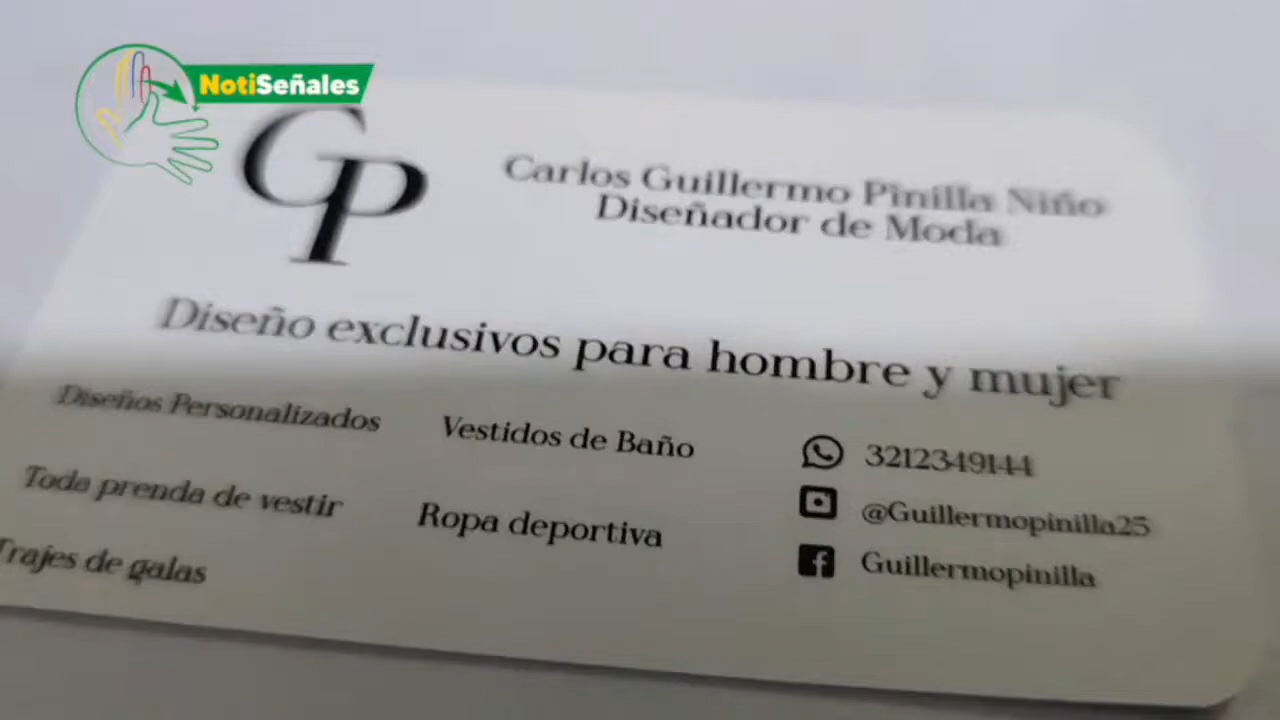 NotiSeñales
CP
Carlos Guillermo Pinilla Niño
Diseñador de Moda
Diseño exclusivos para hombre y mujer
Diseños Personalizados
Vestidos de Baño
3212349144
Toda prenda de vestir
Ropa deportiva
@Guillermopinilla25
Trajes de galas
Guillermopinilla